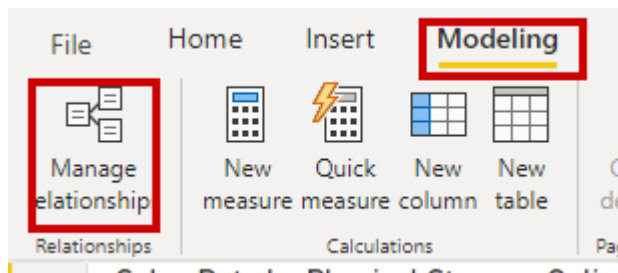 File Home Insert Modeling
Manage New Quick New New
elationship measure measure column table
Relationships Calculations